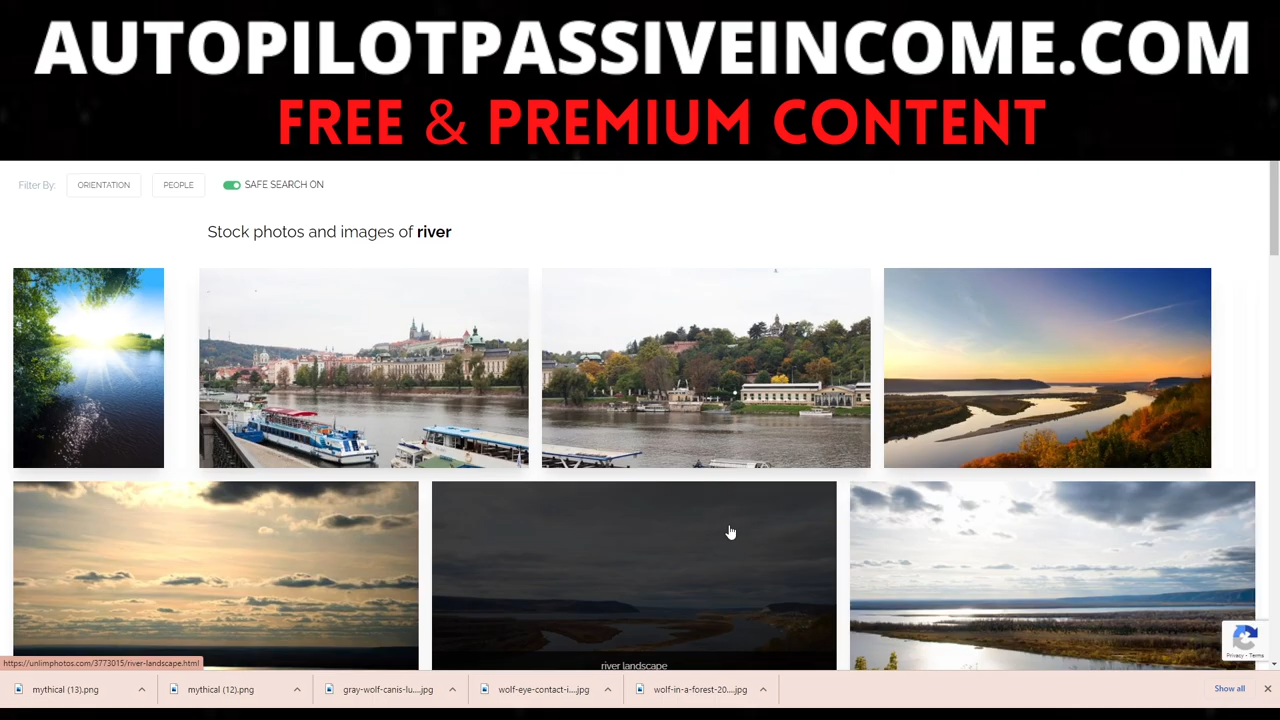 AUTOPILOTPASSIVEINCOME.COM
FREE & PREMIUM CONTENT
Filter By: ORIENTATION PEOPLE SAFE SEARCH ON
Stock photos and images of river
river landscape
Privacy - Terms
https://unlimphotos.com/3773015/river-landscape.html
mythical (13).png mythical (12).png gray-wolf-canis-lu....jpg wolf-eye-contact-i....jpg wolf-in-a-forest-20....jpg Show all